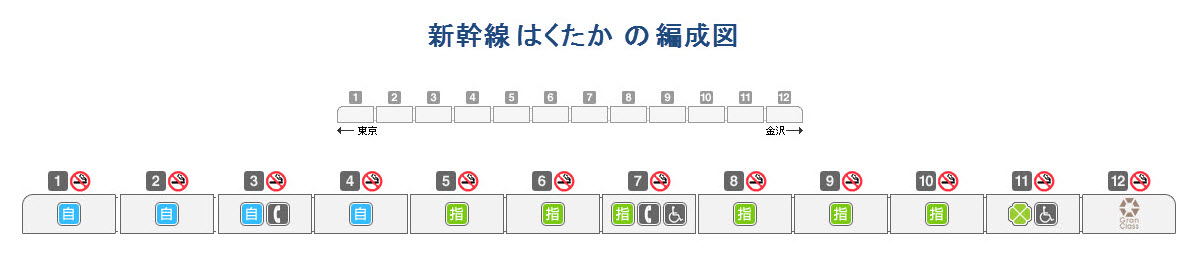 新幹線 はくたか の 編成図
1 2 3 4 5 6 7 8 9 10 11 12
東京 金沢
1 2 3 4 5 6 7 8 9 10 11 12
自 自 自 自 指 指 指 指 指 指
Gran
Class